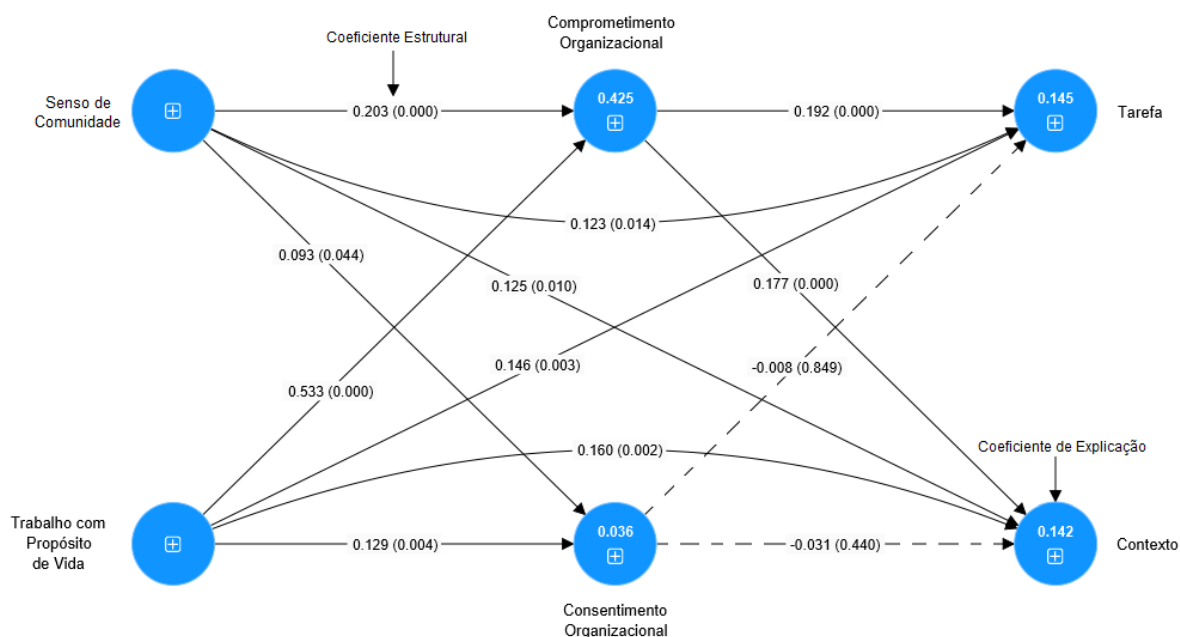 Comprometimento
Organizacional
Coeficiente Estrutural
Senso de
Comunidade
0.203 (0.000)
0.425
0.192 (0.000)
0.145
Tarefa
0.123 (0.014)
0.093 (0.044)
0.125 (0.010)
0.177 (0.000)
0.146 (0.003)
-0.008 (0.849)
0.533 (0.000)
0.160 (0.002)
Coeficiente de Explicação
Trabalho com
Propósito
de Vida
0.129 (0.004)
0.036
-0.031 (0.440)
0.142
Contexto
Consentimento
Organizacional